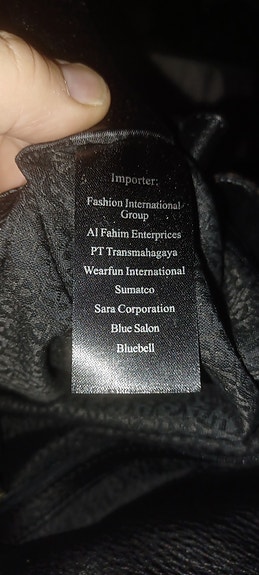 Importer:
Fashion International
Group
Al Fahim Enterprices
PT Transmahagaya
Wearfun International
Sumatco
Sara Corporation
Blue Salon
Bluebell